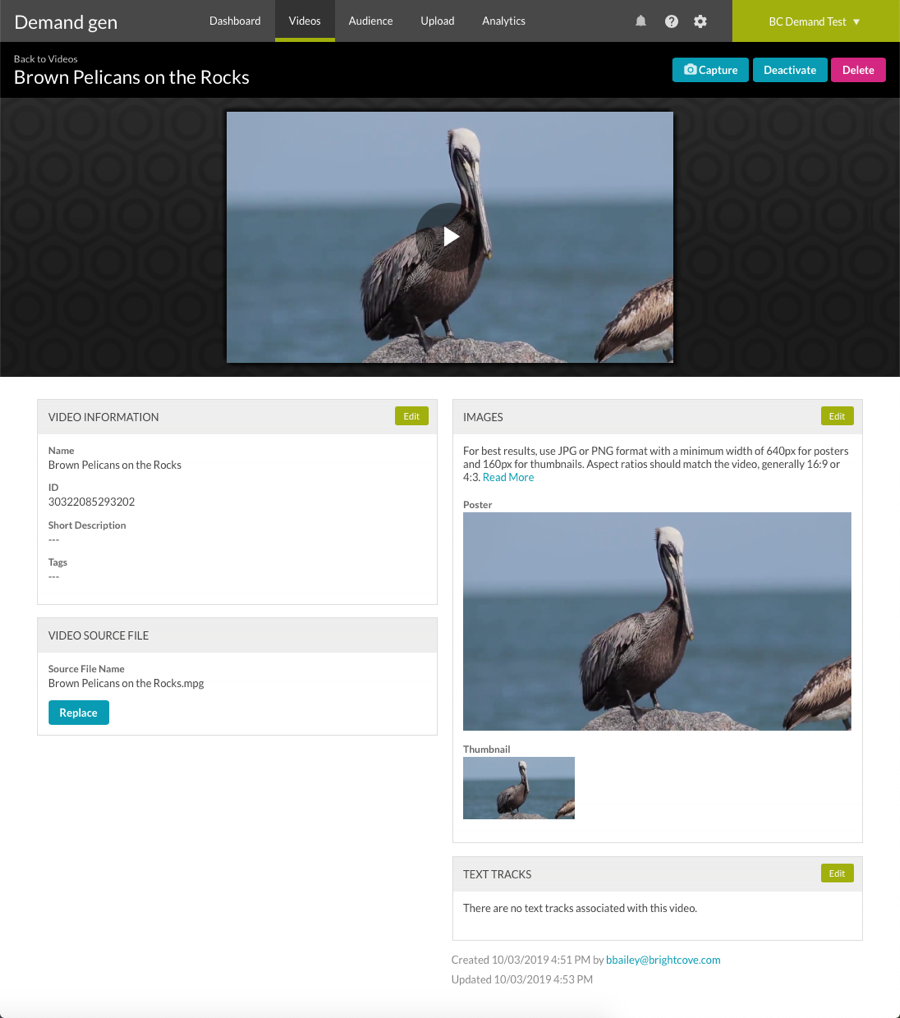 Demand gen
Dashboard
Videos
Audience
Upload
Analytics
BC Demand Test
Back to Videos
Brown Pelicans on the Rocks
Capture
Deactivate
Delete
VIDEO INFORMATION
Edit
Name
Brown Pelicans on the Rocks
ID
30322085293202
Short Description
---
Tags
---
VIDEO SOURCE FILE
Source File Name
Brown Pelicans on the Rocks.mpg
Replace
IMAGES
Edit
For best results, use JPG or PNG format with a minimum width of 640px for posters
and 160px for thumbnails. Aspect ratios should match the video, generally 16:9 or
4:3. Read More
Poster
Thumbnail
TEXT TRACKS
Edit
There are no text tracks associated with this video.
Created 10/03/2019 4:51 PM by bbailey@brightcove.com
Updated 10/03/2019 4:53 PM